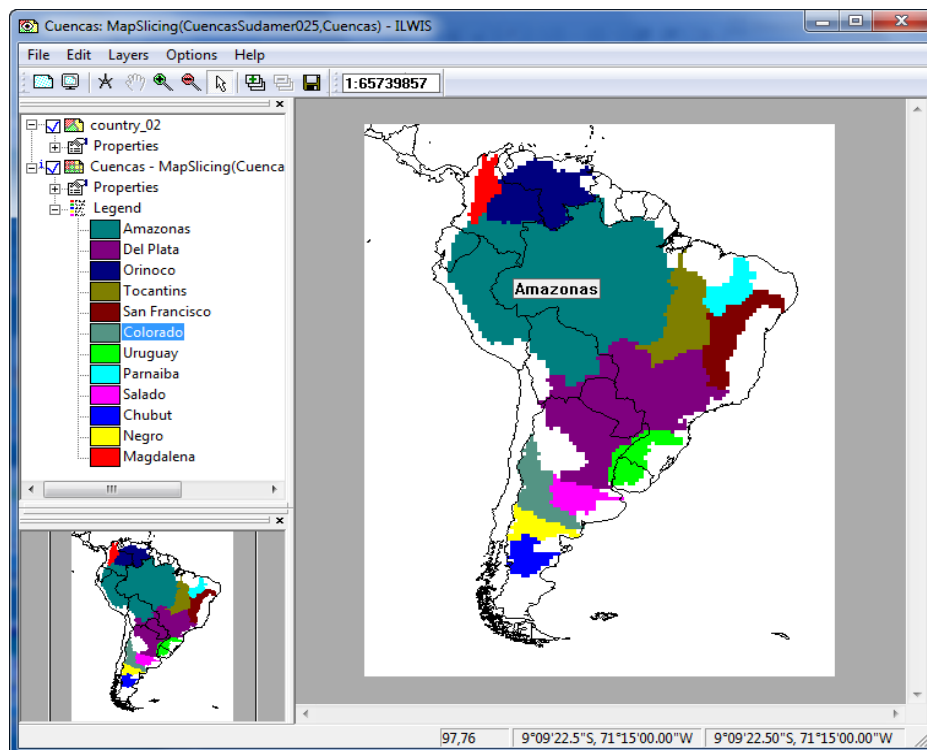 Cuencas: MapSlicing(CuencasSudamer025,Cuencas) - ILWIS
File Edit Layers Options Help
1:65739857
country_02
Properties
Cuencas - MapSlicing(Cuenca
Properties
Legend
Amazonas
Del Plata
Orinoco
Tocantins
San Francisco
Colorado
Uruguay
Parnaiba
Salado
Chubut
Negro
Magdalena
Amazonas
97,76 9°09'22.5"S, 71°15'00.00"W 9°09'22.50"S, 71°15'00.00"W